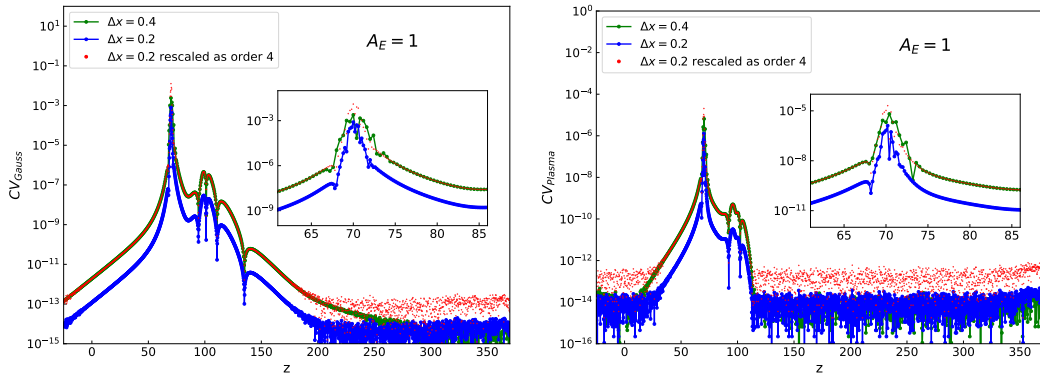 Δx = 0.4
Δx = 0.2
Δx = 0.2 rescaled as order 4
A_E = 1
CV_Gauss
10^1
10^-1
10^-3
10^-5
10^-7
10^-9
10^-11
10^-13
10^-15
0 50 100 150 200 250 300 350
z
10^-3
10^-6
10^-9
65 70 75 80 85
Δx = 0.4
Δx = 0.2
Δx = 0.2 rescaled as order 4
A_E = 1
CV_Plasma
10^0
10^-2
10^-4
10^-6
10^-8
10^-10
10^-12
10^-14
10^-16
0 50 100 150 200 250 300 350
z
10^-5
10^-8
10^-11
65 70 75 80 85